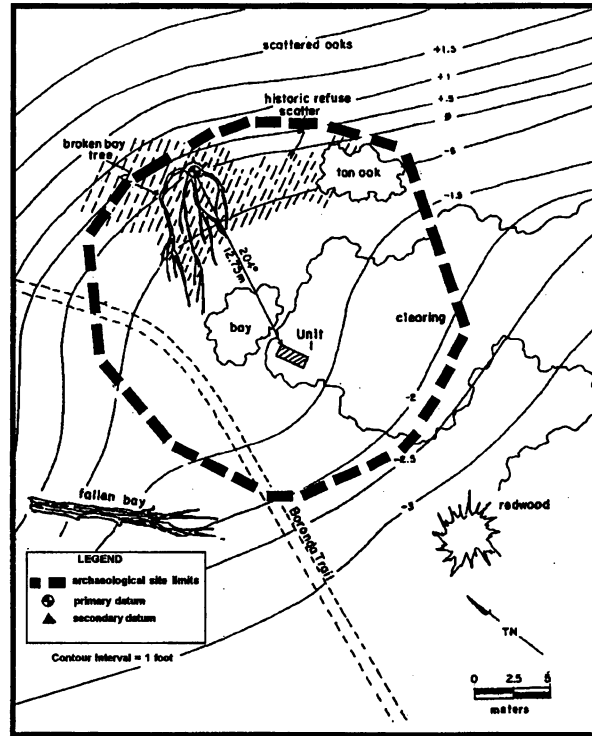 scattered oaks
+1.5
+1
+.5
0
-.5
-1.5
historic refuse
scatter
broken bay
tree
tan oak
204°
12.75m
bay
Unit
1
clearing
-2
-2.5
-3
fallen bay
redwood
Boronda Trail
LEGEND
archaeological site limits
primary datum
secondary datum
Contour Interval = 1 foot
TN
0 2.5 5
meters